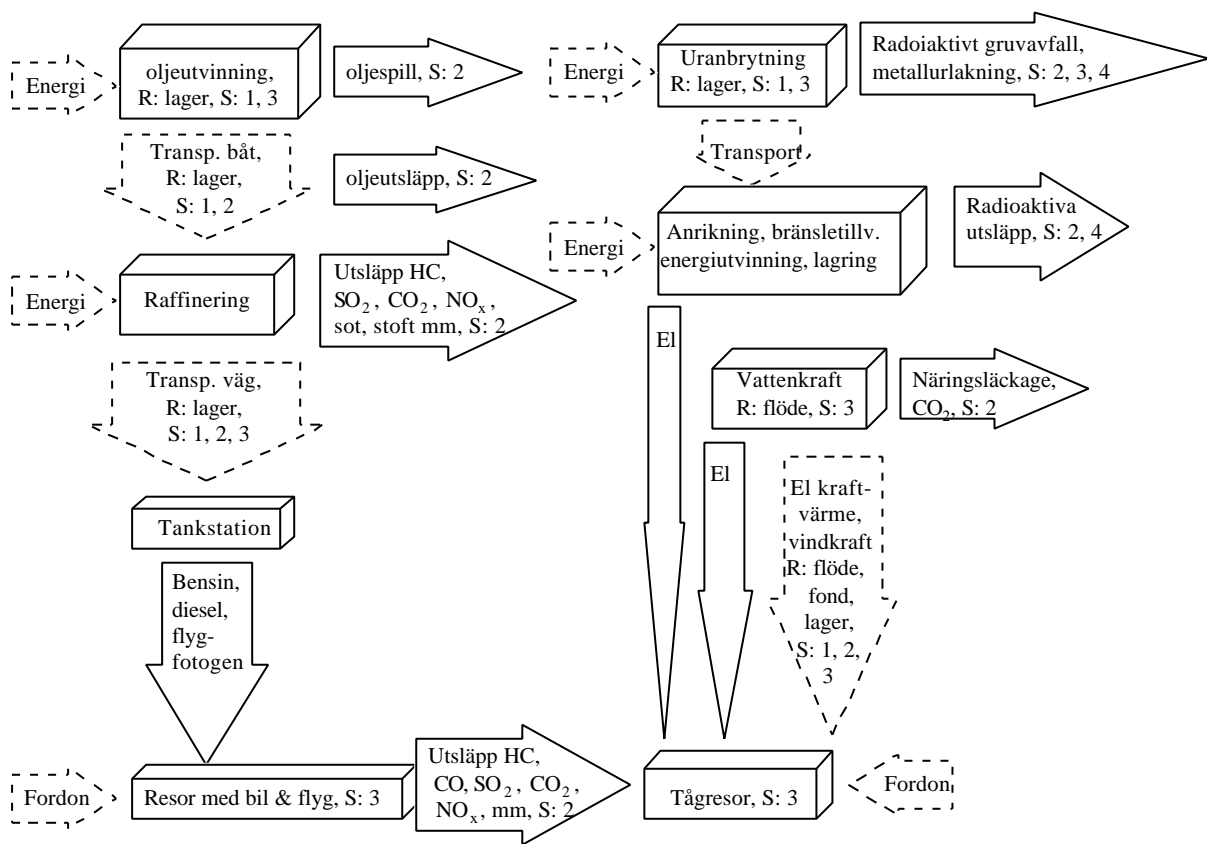 Energi
oljeutvinning,
R: lager, S: 1, 3
oljespill, S: 2
Transp. båt,
R: lager,
S: 1, 2
oljeutsläpp, S: 2
Energi
Raffinering
Utsläpp HC,
SO₂ , CO₂ , NOₓ ,
sot, stoft mm, S: 2
Transp. väg,
R: lager,
S: 1, 2, 3
Tankstation
Bensin,
diesel,
flyg-
fotogen
Fordon
Resor med bil & flyg, S: 3
Utsläpp HC,
CO, SO₂ , CO₂ ,
NOₓ , mm, S: 2
Energi
Uranbrytning
R: lager, S: 1, 3
Radoiaktivt gruvavfall,
metallurlakning, S: 2, 3, 4
Transport
Energi
Anrikning, bränsletillv.
energiutvinning, lagring
Radioaktiva
utsläpp, S: 2, 4
El
Vattenkraft
R: flöde, S: 3
Näringsläckage,
CO₂, S: 2
El
El kraft-
värme,
vindkraft
R: flöde,
fond,
lager,
S: 1, 2,
3
Tågresor, S: 3
Fordon